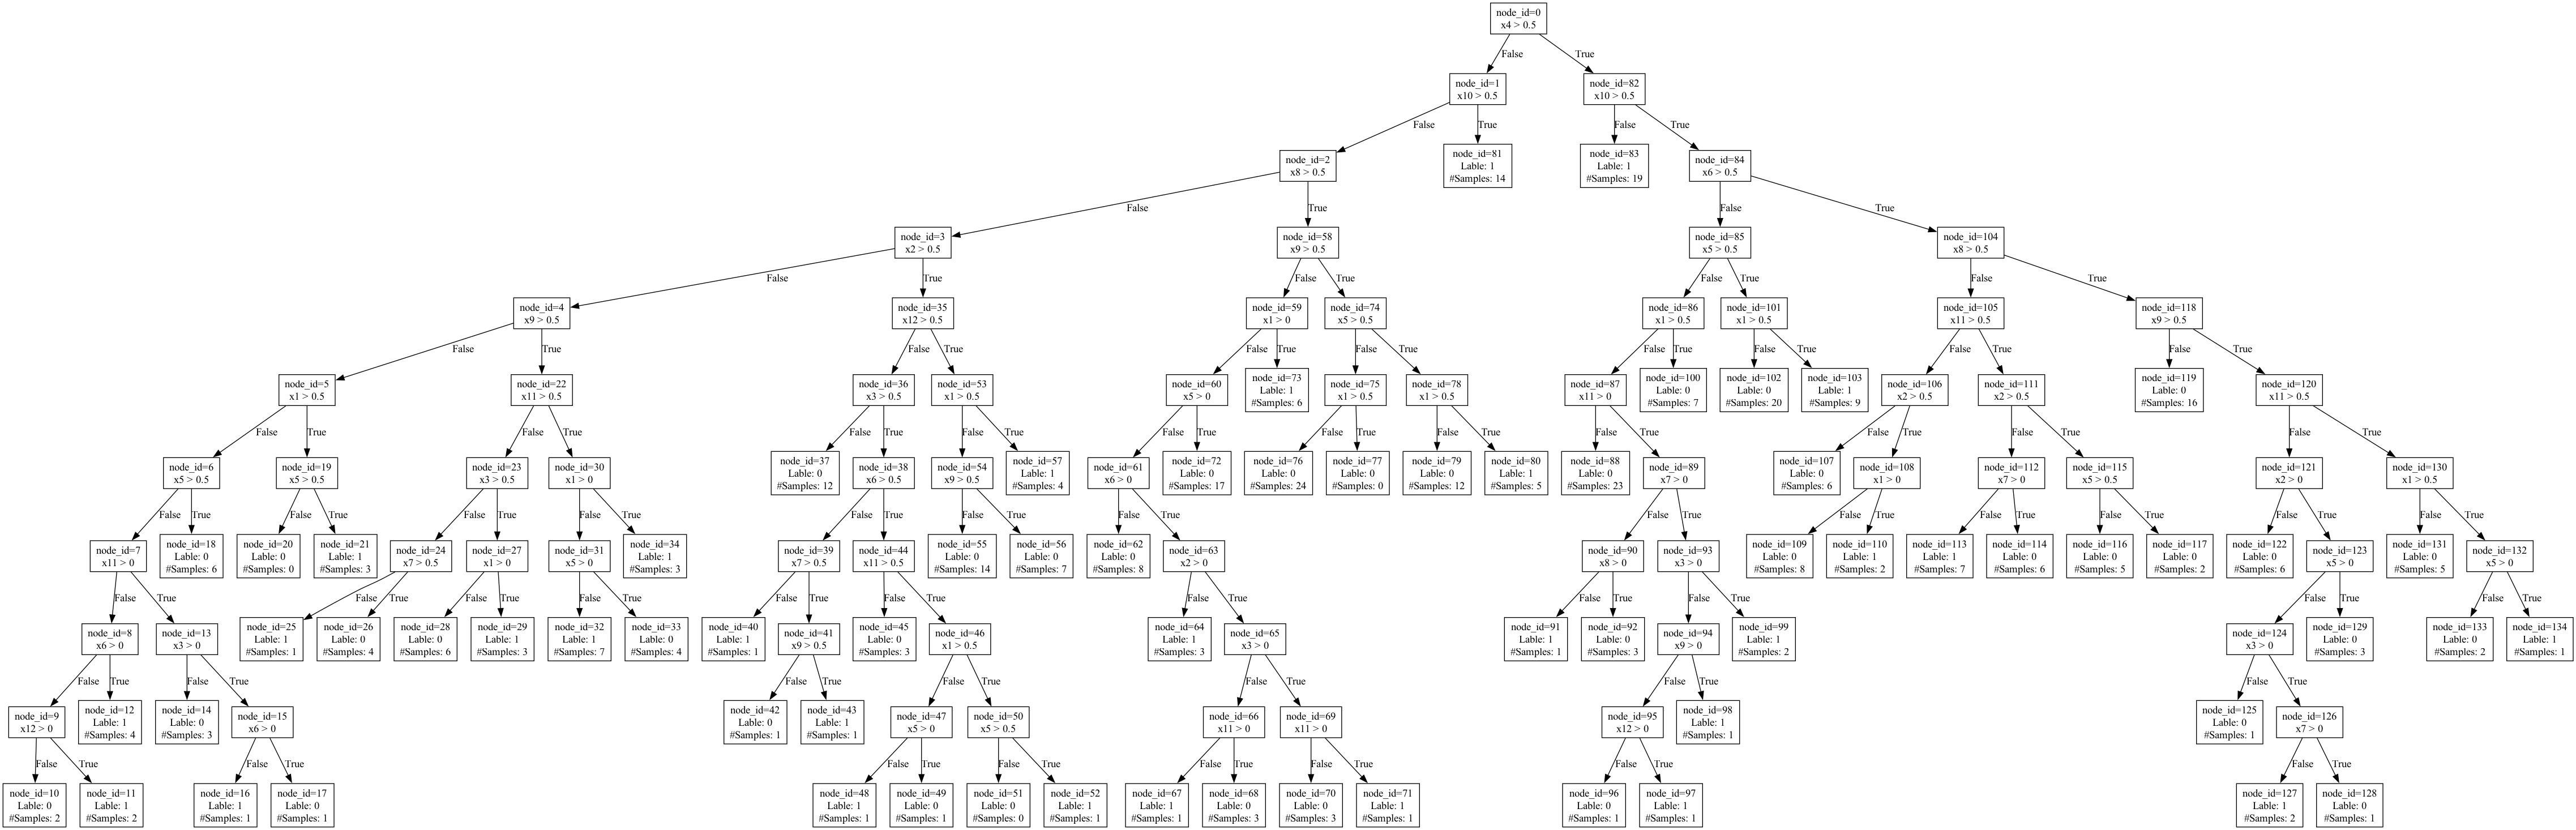 node_id=0
x4 > 0.5
False
True
node_id=1
x10 > 0.5
node_id=82
x10 > 0.5
False
True
False
True
node_id=2
x8 > 0.5
node_id=81
Lable: 1
#Samples: 14
node_id=83
Lable: 1
#Samples: 19
node_id=84
x6 > 0.5
False
True
False
True
node_id=3
x2 > 0.5
node_id=58
x9 > 0.5
node_id=85
x5 > 0.5
node_id=104
x8 > 0.5
False
True
False
True
False
True
False
True
node_id=4
x9 > 0.5
node_id=35
x12 > 0.5
node_id=59
x1 > 0
node_id=74
x5 > 0.5
node_id=86
x1 > 0.5
node_id=101
x1 > 0.5
node_id=105
x11 > 0.5
node_id=118
x9 > 0.5
False
True
False
True
False
True
False
True
False
True
False
True
False
True
False
True
node_id=5
x1 > 0.5
node_id=22
x11 > 0.5
node_id=36
x3 > 0.5
node_id=53
x1 > 0.5
node_id=60
x5 > 0
node_id=73
Lable: 1
#Samples: 6
node_id=75
x1 > 0.5
node_id=78
x1 > 0.5
node_id=87
x11 > 0
node_id=100
Lable: 0
#Samples: 7
node_id=102
Lable: 0
#Samples: 20
node_id=103
Lable: 1
#Samples: 9
node_id=106
x2 > 0.5
node_id=111
x2 > 0.5
node_id=119
Lable: 0
#Samples: 16
node_id=120
x11 > 0.5
False
True
False
True
False
True
False
True
False
True
False
True
False
True
False
True
False
True
False
True
False
True
node_id=6
x5 > 0.5
node_id=19
x5 > 0.5
node_id=23
x3 > 0.5
node_id=30
x1 > 0
node_id=37
Lable: 0
#Samples: 12
node_id=38
x6 > 0.5
node_id=54
x9 > 0.5
node_id=57
Lable: 1
#Samples: 4
node_id=61
x6 > 0
node_id=72
Lable: 0
#Samples: 17
node_id=76
Lable: 0
#Samples: 24
node_id=77
Lable: 0
#Samples: 0
node_id=79
Lable: 0
#Samples: 12
node_id=80
Lable: 1
#Samples: 5
node_id=88
Lable: 0
#Samples: 23
node_id=89
x7 > 0
node_id=107
Lable: 0
#Samples: 6
node_id=108
x1 > 0
node_id=112
x7 > 0
node_id=115
x5 > 0.5
node_id=121
x2 > 0
node_id=130
x1 > 0.5
False
True
False
True
False
True
False
True
False
True
False
True
False
True
False
True
False
True
False
True
False
True
False
True
False
True
node_id=7
x11 > 0
node_id=18
Lable: 0
#Samples: 6
node_id=20
Lable: 0
#Samples: 0
node_id=21
Lable: 1
#Samples: 3
node_id=24
x7 > 0.5
node_id=27
x1 > 0
node_id=31
x5 > 0
node_id=34
Lable: 1
#Samples: 3
node_id=39
x7 > 0.5
node_id=44
x11 > 0.5
node_id=55
Lable: 0
#Samples: 14
node_id=56
Lable: 0
#Samples: 7
node_id=62
Lable: 0
#Samples: 8
node_id=63
x2 > 0
node_id=90
x8 > 0
node_id=93
x3 > 0
node_id=109
Lable: 0
#Samples: 8
node_id=110
Lable: 1
#Samples: 2
node_id=113
Lable: 1
#Samples: 7
node_id=114
Lable: 0
#Samples: 6
node_id=116
Lable: 0
#Samples: 5
node_id=117
Lable: 0
#Samples: 2
node_id=122
Lable: 0
#Samples: 6
node_id=123
x5 > 0
node_id=131
Lable: 0
#Samples: 5
node_id=132
x5 > 0
False
True
False
True
False
True
False
True
False
True
False
True
False
True
False
True
False
True
False
True
False
True
node_id=8
x6 > 0
node_id=13
x3 > 0
node_id=25
Lable: 1
#Samples: 1
node_id=26
Lable: 0
#Samples: 4
node_id=28
Lable: 0
#Samples: 6
node_id=29
Lable: 1
#Samples: 3
node_id=32
Lable: 1
#Samples: 7
node_id=33
Lable: 0
#Samples: 4
node_id=40
Lable: 1
#Samples: 1
node_id=41
x9 > 0.5
node_id=45
Lable: 0
#Samples: 3
node_id=46
x1 > 0.5
node_id=64
Lable: 1
#Samples: 3
node_id=65
x3 > 0
node_id=91
Lable: 1
#Samples: 1
node_id=92
Lable: 0
#Samples: 3
node_id=94
x9 > 0
node_id=99
Lable: 1
#Samples: 2
node_id=124
x3 > 0
node_id=129
Lable: 0
#Samples: 3
node_id=133
Lable: 0
#Samples: 2
node_id=134
Lable: 1
#Samples: 1
False
True
False
True
False
True
False
True
False
True
False
True
False
True
node_id=9
x12 > 0
node_id=12
Lable: 1
#Samples: 4
node_id=14
Lable: 0
#Samples: 3
node_id=15
x6 > 0
node_id=42
Lable: 0
#Samples: 1
node_id=43
Lable: 1
#Samples: 1
node_id=47
x5 > 0
node_id=50
x5 > 0.5
node_id=66
x11 > 0
node_id=69
x11 > 0
node_id=95
x12 > 0
node_id=98
Lable: 1
#Samples: 1
node_id=125
Lable: 0
#Samples: 1
node_id=126
x7 > 0
False
True
False
True
False
True
False
True
False
True
False
True
False
True
False
True
node_id=10
Lable: 0
#Samples: 2
node_id=11
Lable: 1
#Samples: 2
node_id=16
Lable: 1
#Samples: 1
node_id=17
Lable: 0
#Samples: 1
node_id=48
Lable: 1
#Samples: 1
node_id=49
Lable: 0
#Samples: 1
node_id=51
Lable: 0
#Samples: 0
node_id=52
Lable: 1
#Samples: 1
node_id=67
Lable: 1
#Samples: 1
node_id=68
Lable: 0
#Samples: 3
node_id=70
Lable: 0
#Samples: 3
node_id=71
Lable: 1
#Samples: 1
node_id=96
Lable: 0
#Samples: 1
node_id=97
Lable: 1
#Samples: 1
node_id=127
Lable: 1
#Samples: 2
node_id=128
Lable: 0
#Samples: 1